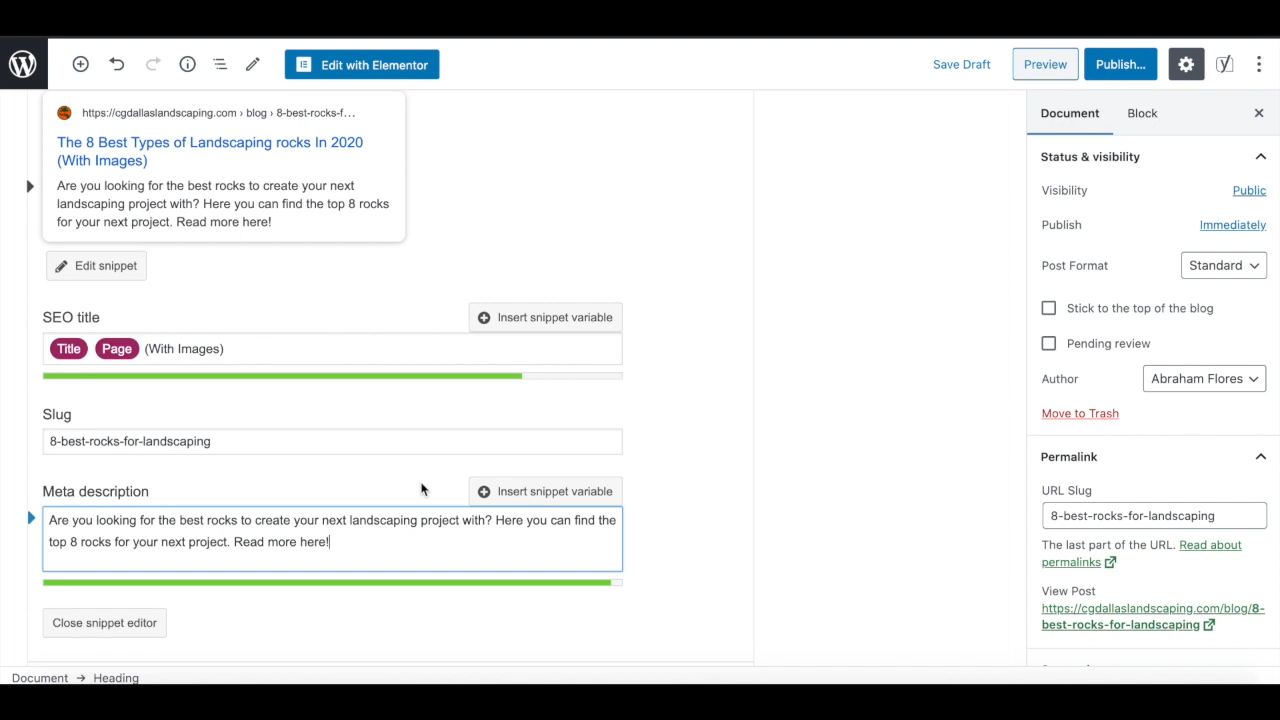 Edit with Elementor
Save Draft
Preview
Publish...
https://cgdallaslandscaping.com › blog › 8-best-rocks-f...
The 8 Best Types of Landscaping rocks In 2020
(With Images)
Are you looking for the best rocks to create your next
landscaping project with? Here you can find the top 8 rocks
for your next project. Read more here!
Edit snippet
SEO title
Insert snippet variable
Title Page (With Images)
Slug
8-best-rocks-for-landscaping
Meta description
Insert snippet variable
Are you looking for the best rocks to create your next landscaping project with? Here you can find the
top 8 rocks for your next project. Read more here!
Close snippet editor
Document → Heading
Document
Block
Status & visibility
Visibility
Public
Publish
Immediately
Post Format
Standard
Stick to the top of the blog
Pending review
Author
Abraham Flores
Move to Trash
Permalink
URL Slug
8-best-rocks-for-landscaping
The last part of the URL. Read about
permalinks
View Post
https://cgdallaslandscaping.com/blog/8-
best-rocks-for-landscaping